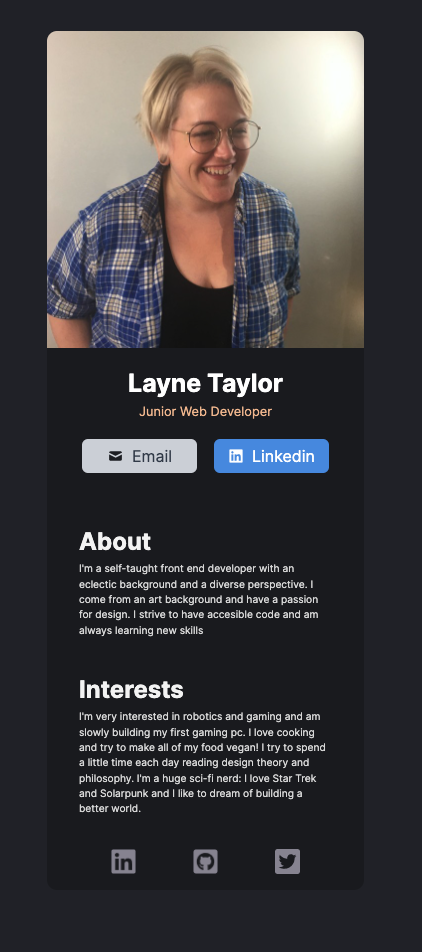 Layne Taylor
Junior Web Developer
Email
Linkedin
About
I'm a self-taught front end developer with an
eclectic background and a diverse perspective. I
come from an art background and have a passion
for design. I strive to have accesible code and am
always learning new skills
Interests
I'm very interested in robotics and gaming and am
slowly building my first gaming pc. I love cooking
and try to make all of my food vegan! I try to spend
a little time each day reading design theory and
philosophy. I'm a huge sci-fi nerd: I love Star Trek
and Solarpunk and I like to dream of building a
better world.